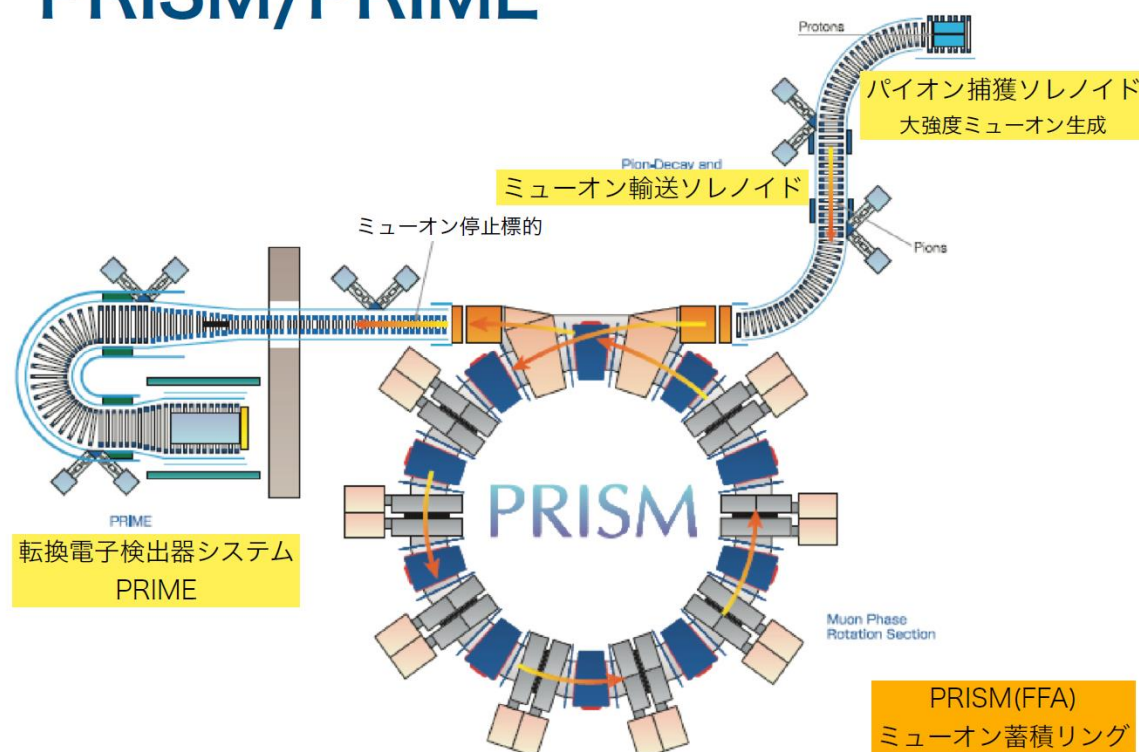 PRISM/PRIME
Protons
パイオン捕獲ソレノイド
大強度ミューオン生成
Pion-Decay and
ミューオン輸送ソレノイド
ミューオン停止標的
Pions
PRISM
PRIME
転換電子検出器システム
PRIME
Muon Phase
Rotation Section
PRISM(FFA)
ミューオン蓄積リング